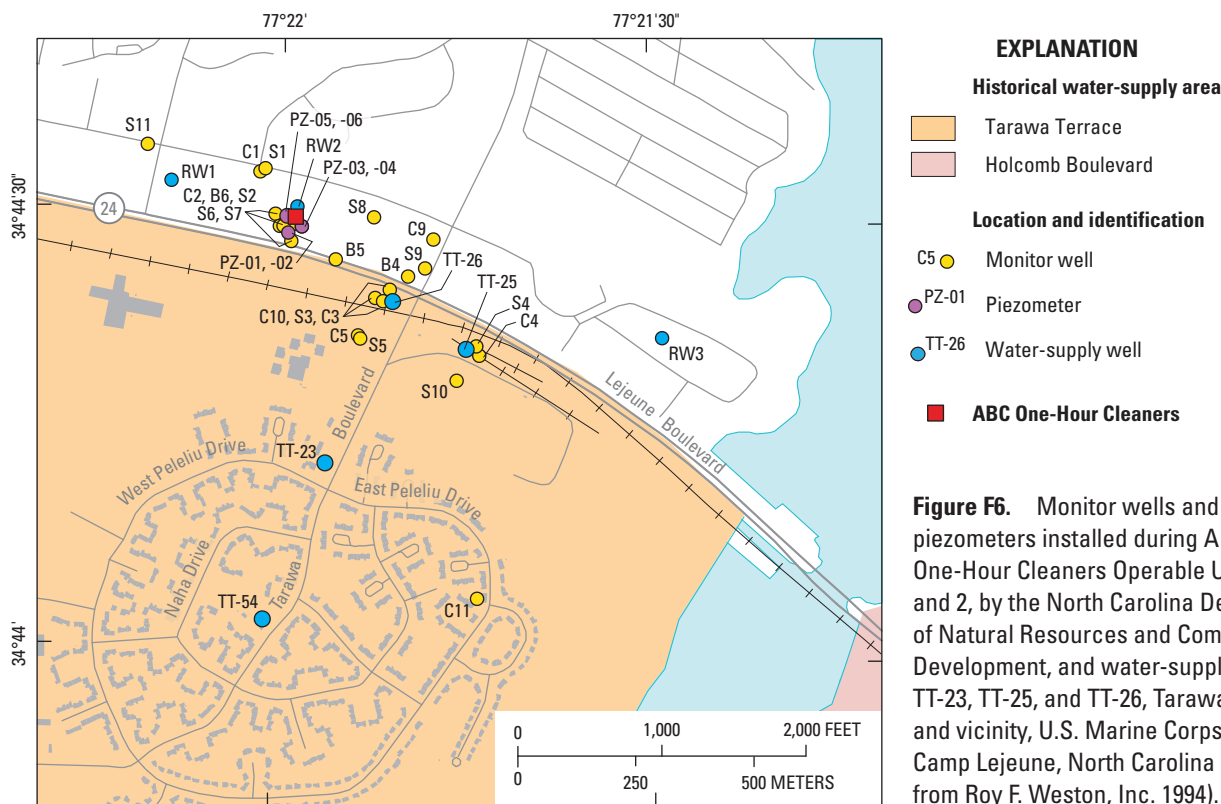 77°22'
77°21'30"
34°44'30"
34°44'
S11
C1 S1
PZ-05, -06
RW2
PZ-03, -04
RW1
C2, B6, S2
S6, S7
24
S8
C9
S9
PZ-01, -02
B5
B4
TT-26
TT-25
S4
C4
C10, S3, C3
C5
S5
S10
RW3
Lejeune Boulevard
Boulevard
TT-23
West Peleliu Drive
East Peleliu Drive
Naha Drive
Tarawa
TT-54
C11
0 1,000 2,000 FEET
0 250 500 METERS
EXPLANATION
Historical water-supply area
Tarawa Terrace
Holcomb Boulevard
Location and identification
C5 Monitor well
PZ-01 Piezometer
TT-26 Water-supply well
ABC One-Hour Cleaners
Figure F6. Monitor wells and
piezometers installed during A
One-Hour Cleaners Operable U
and 2, by the North Carolina De
of Natural Resources and Com
Development, and water-suppl
TT-23, TT-25, and TT-26, Tarawa
and vicinity, U.S. Marine Corps
Camp Lejeune, North Carolina
from Roy F. Weston, Inc. 1994).